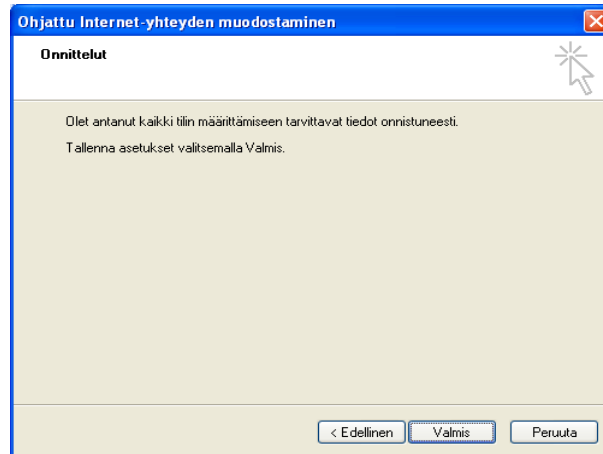 Ohjattu Internet-yhteyden muodostaminen
Onnittelut
Olet antanut kaikki tilin määrittämiseen tarvittavat tiedot onnistuneesti.
Tallenna asetukset valitsemalla Valmis.
< Edellinen Valmis Peruuta